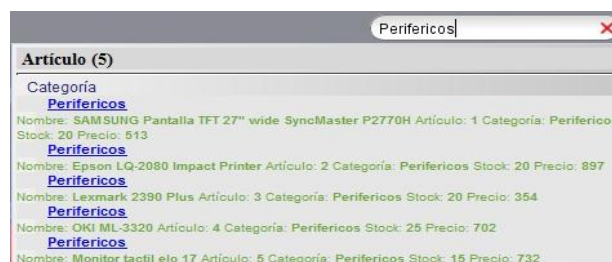 Perifericos
Artículo (5)
Categoría
Perifericos
Nombre: SAMSUNG Pantalla TFT 27" wide SyncMaster P2770H Artículo: 1 Categoría: Periferico
Stock: 20 Precio: 513
Perifericos
Nombre: Epson LQ-2080 Impact Printer Artículo: 2 Categoría: Perifericos Stock: 20 Precio: 897
Perifericos
Nombre: Lexmark 2390 Plus Artículo: 3 Categoría: Perifericos Stock: 20 Precio: 354
Perifericos
Nombre: OKI ML-3320 Artículo: 4 Categoría: Perifericos Stock: 25 Precio: 702
Perifericos
Nombre: Monitor tactil elo 17 Artículo: 5 Categoría: Perifericos Stock: 15 Precio: 732